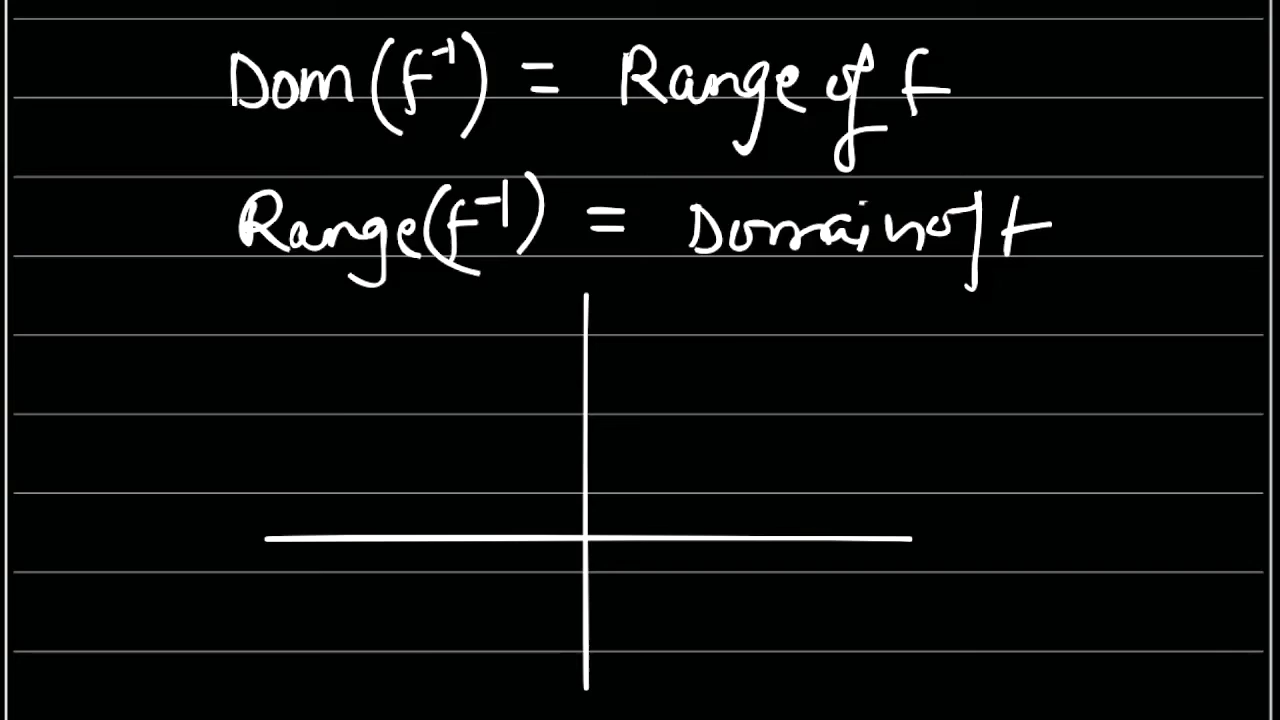 Dom(f⁻¹) = Range of f
Range(f⁻¹) = Domain of f